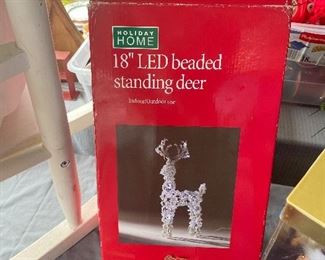 HOLIDAY
HOME
18" LED beaded
standing deer
Indoor/Outdoor use